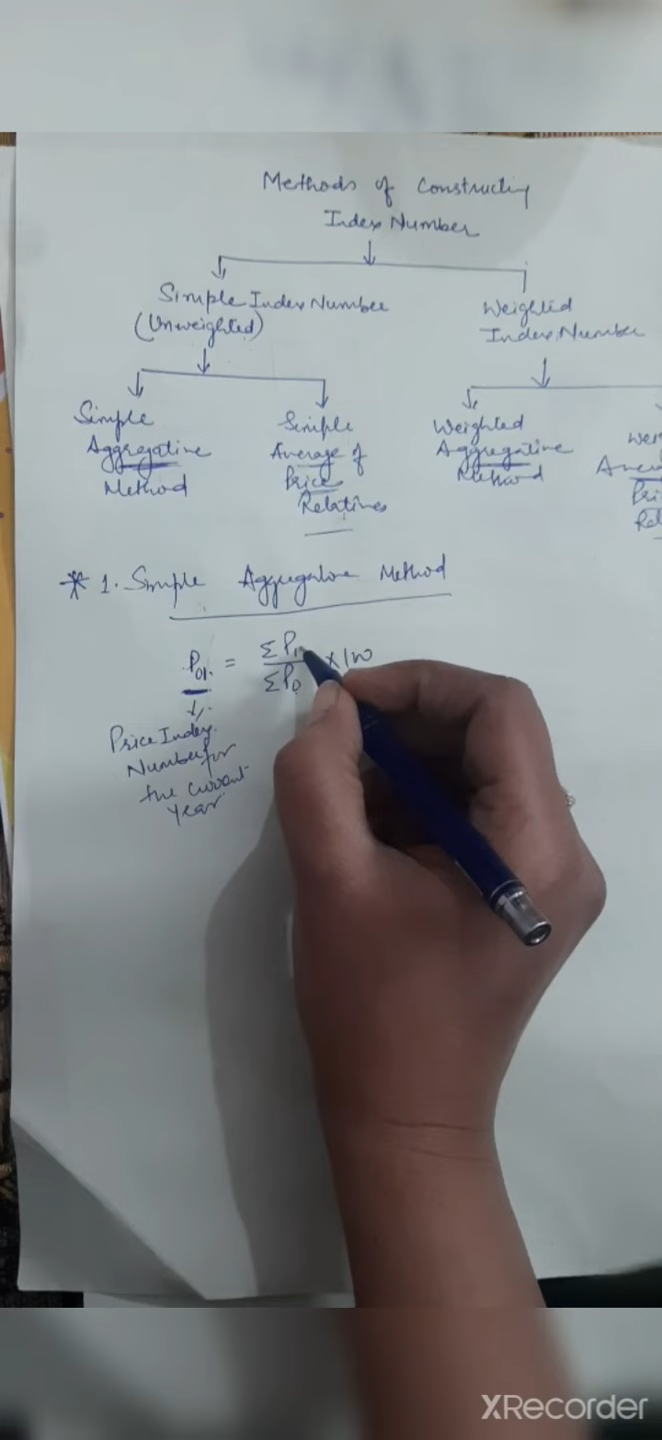 Methods of Constructing
Index Number
Simple Index Number
(Unweighted)
Weighted
Index Number
Simple
Aggregative
Method
Simple
Average of
Price
Relatives
Weighted
Aggregative
Method
* 1. Simple Aggregative Method
P01 = ΣP1 / ΣP0 × 100
Price Index
Number for
the current
Year
XRecorder